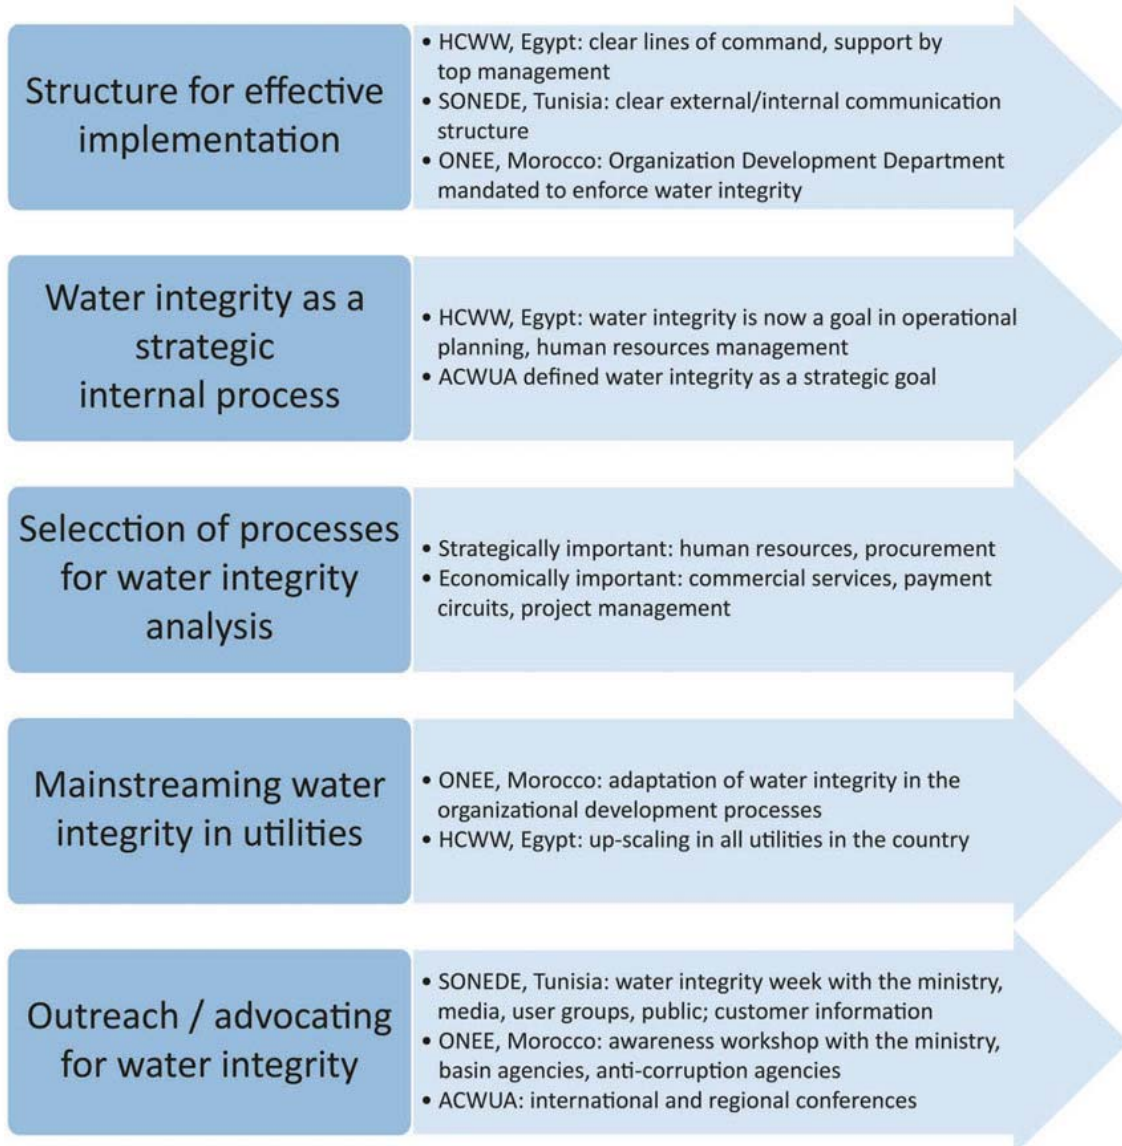 Structure for effective
implementation
• HCWW, Egypt: clear lines of command, support by
top management
• SONEDE, Tunisia: clear external/internal communication
structure
• ONEE, Morocco: Organization Development Department
mandated to enforce water integrity
Water integrity as a
strategic
internal process
• HCWW, Egypt: water integrity is now a goal in operational
planning, human resources management
• ACWUA defined water integrity as a strategic goal
Selecction of processes
for water integrity
analysis
• Strategically important: human resources, procurement
• Economically important: commercial services, payment
circuits, project management
Mainstreaming water
integrity in utilities
• ONEE, Morocco: adaptation of water integrity in the
organizational development processes
• HCWW, Egypt: up-scaling in all utilities in the country
Outreach / advocating
for water integrity
• SONEDE, Tunisia: water integrity week with the ministry,
media, user groups, public; customer information
• ONEE, Morocco: awareness workshop with the ministry,
basin agencies, anti-corruption agencies
• ACWUA: international and regional conferences